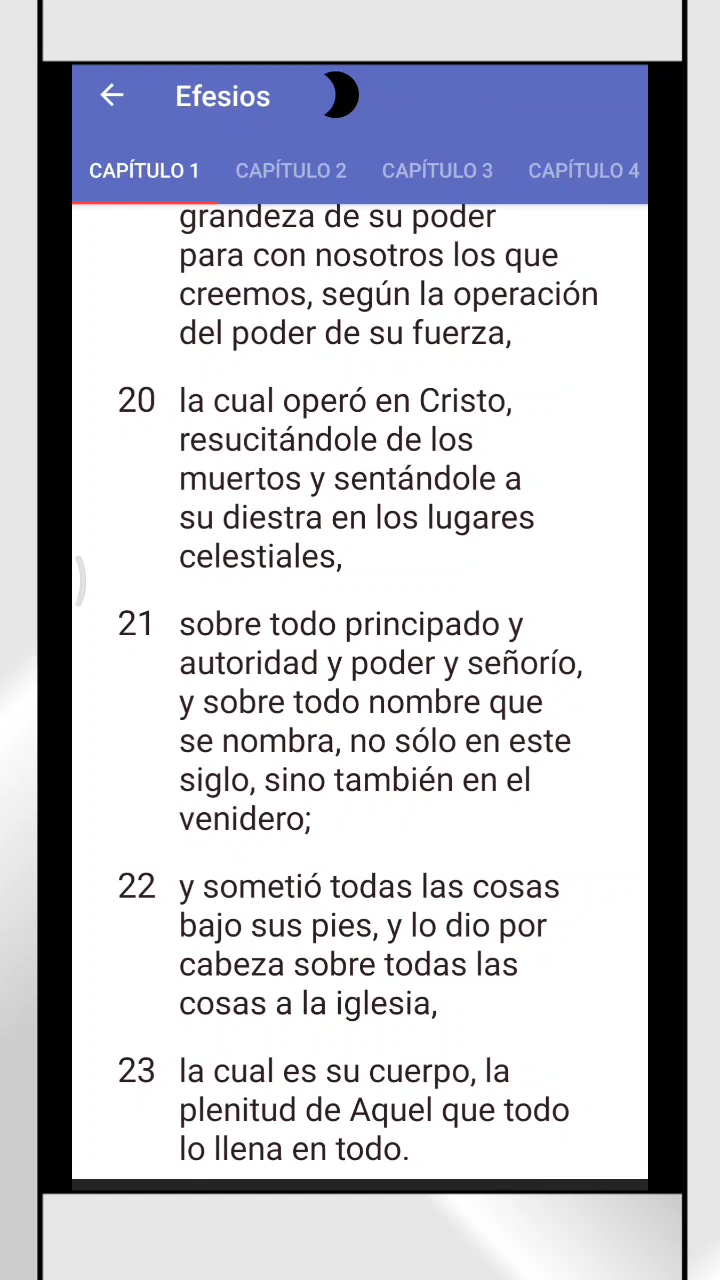 Efesios
CAPÍTULO 1 CAPÍTULO 2 CAPÍTULO 3 CAPÍTULO 4
grandeza de su poder
para con nosotros los que
creemos, según la operación
del poder de su fuerza,
20 la cual operó en Cristo,
resucitándole de los
muertos y sentándole a
su diestra en los lugares
celestiales,
21 sobre todo principado y
autoridad y poder y señorío,
y sobre todo nombre que
se nombra, no sólo en este
siglo, sino también en el
venidero;
22 y sometió todas las cosas
bajo sus pies, y lo dio por
cabeza sobre todas las
cosas a la iglesia,
23 la cual es su cuerpo, la
plenitud de Aquel que todo
lo llena en todo.